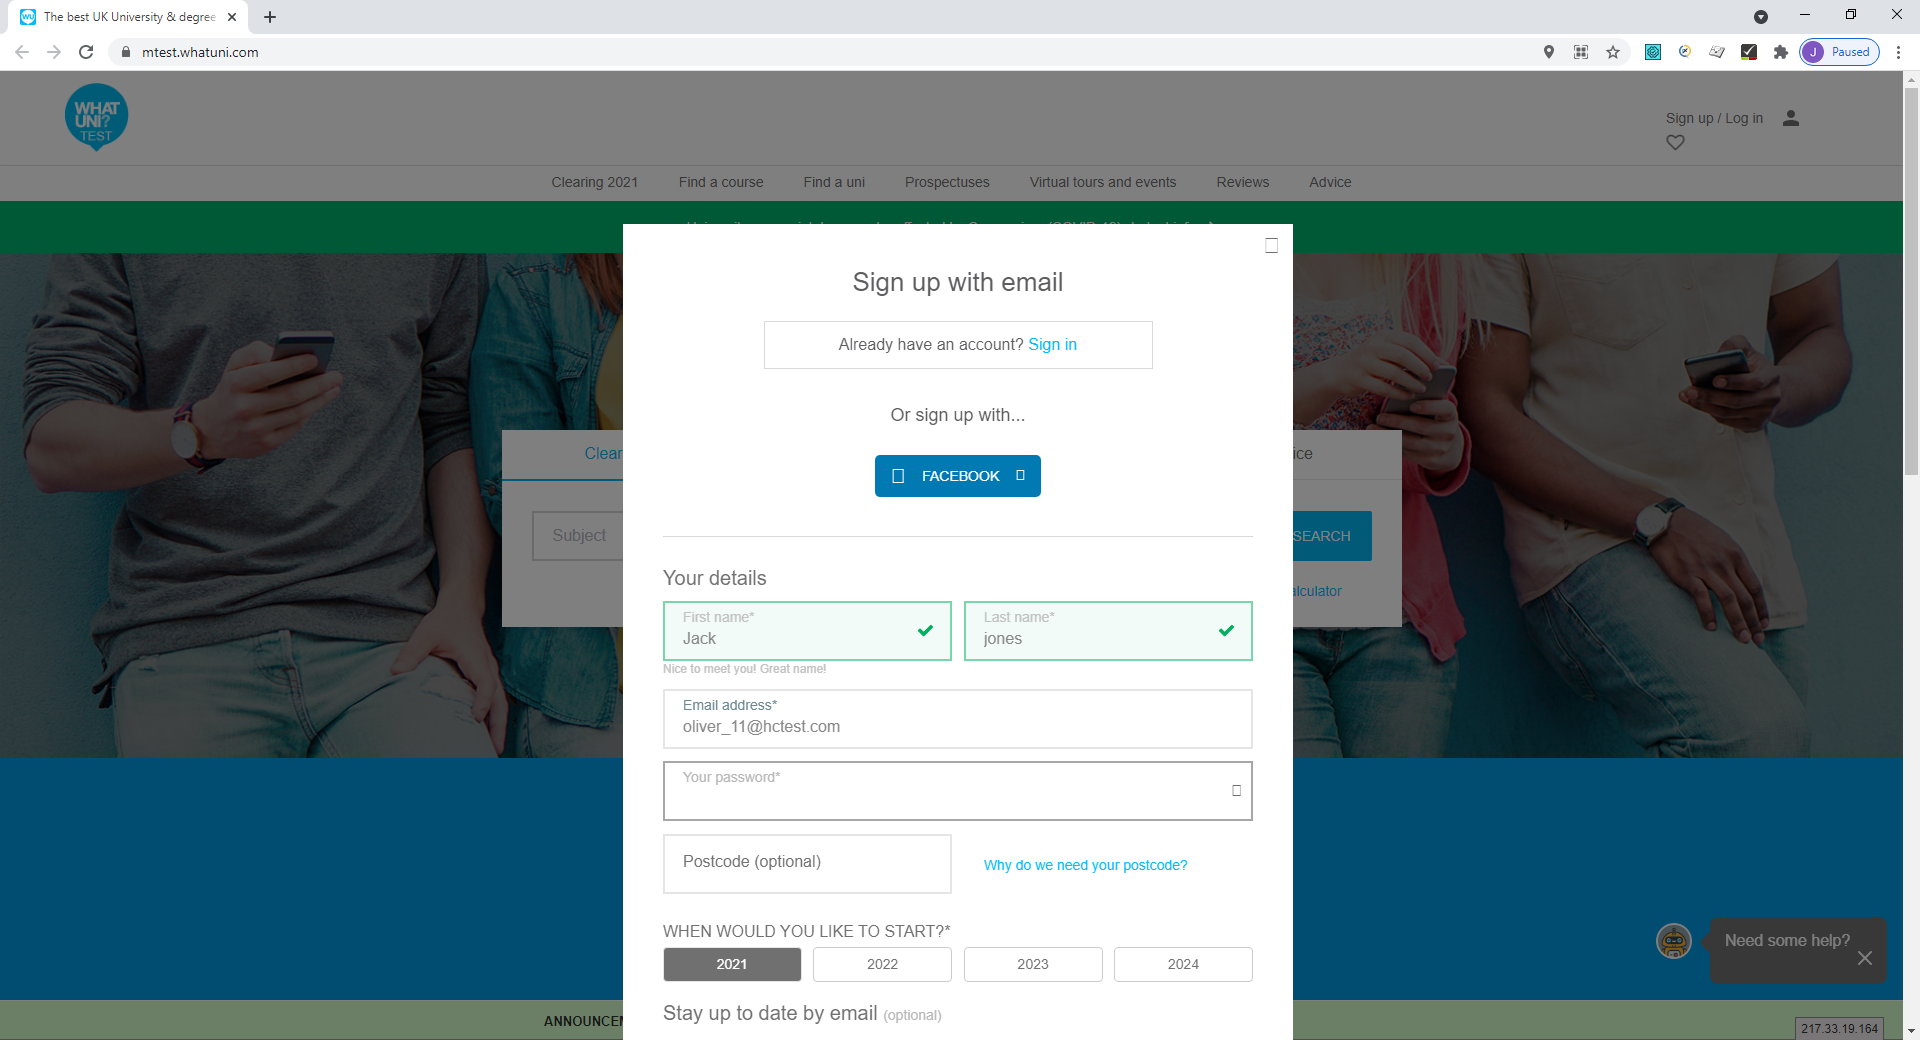 The best UK University & degree
mtest.whatuni.com
J Paused
WHAT
UNI?
TEST
Sign up / Log in
Clearing 2021 Find a course Find a uni Prospectuses Virtual tours and events Reviews Advice
Sign up with email
Already have an account? Sign in
Or sign up with...
FACEBOOK
Clear
ice
Subject
SEARCH
alculator
Your details
First name*
Jack
Last name*
jones
Nice to meet you! Great name!
Email address*
oliver_11@hctest.com
Your password*
Postcode (optional)
Why do we need your postcode?
WHEN WOULD YOU LIKE TO START?*
2021 2022 2023 2024
Need some help?
Stay up to date by email (optional)
ANNOUNCEM
217.33.19.164